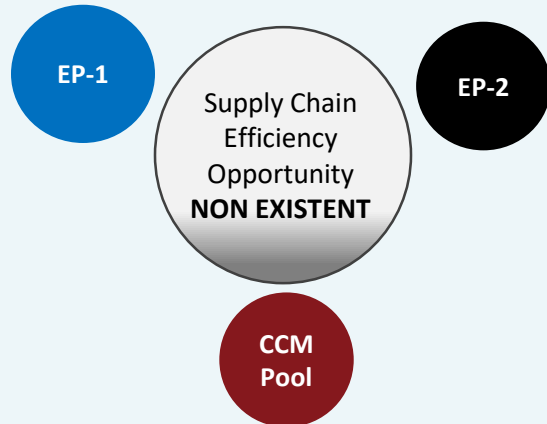 EP-1
EP-2
Supply Chain
Efficiency
Opportunity
NON EXISTENT
CCM
Pool